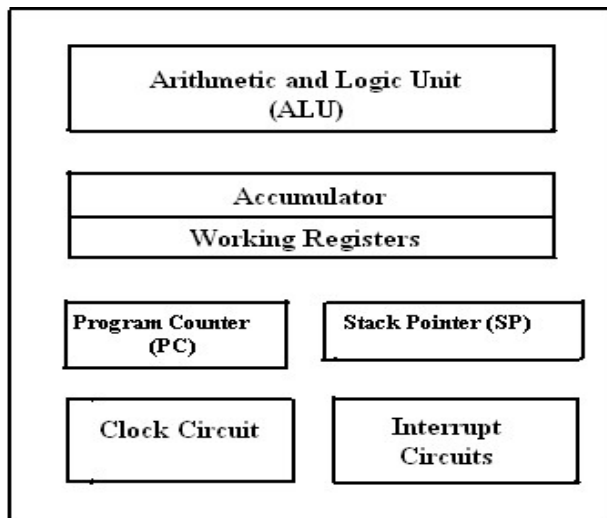 Arithmetic and Logic Unit
(ALU)
Accumulator
Working Registers
Program Counter
(PC)
Stack Pointer (SP)
Clock Circuit
Interrupt
Circuits